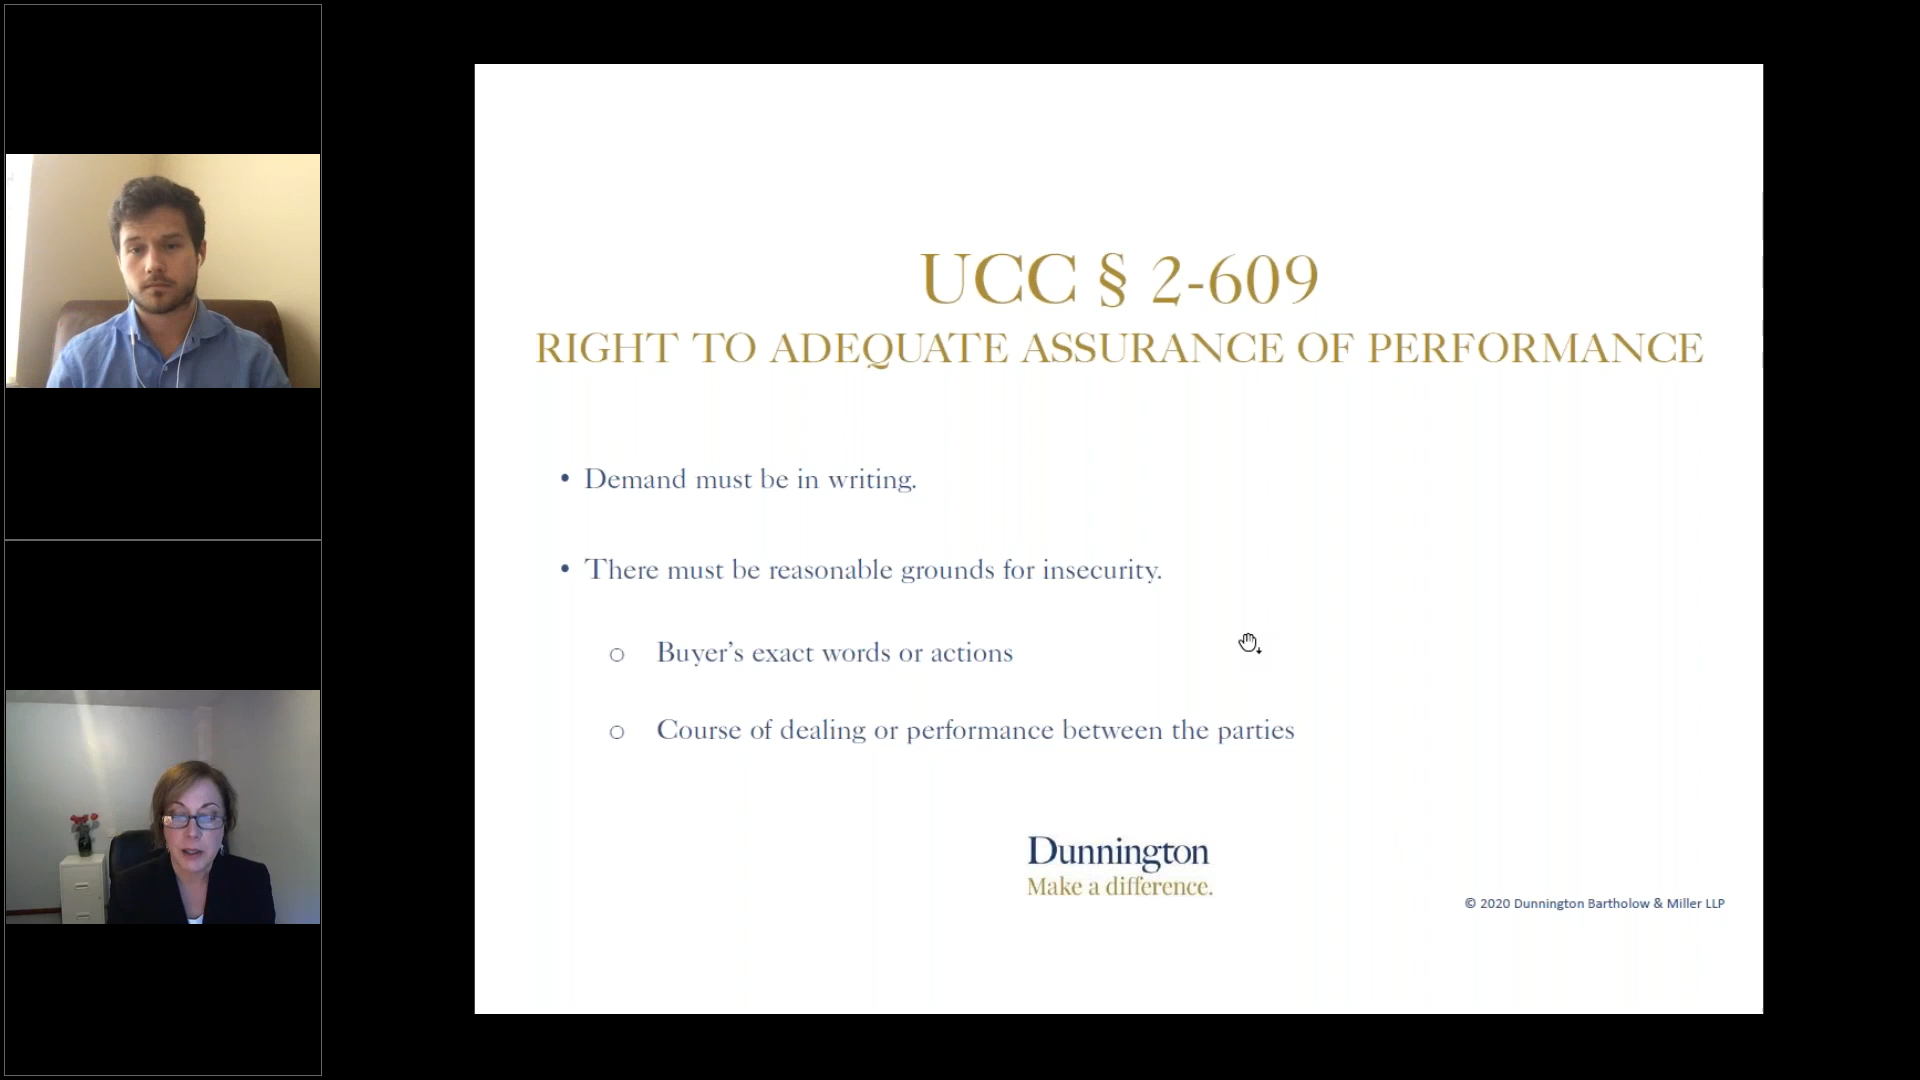 UCC § 2-609
RIGHT TO ADEQUATE ASSURANCE OF PERFORMANCE
• Demand must be in writing.
• There must be reasonable grounds for insecurity.
o Buyer’s exact words or actions
o Course of dealing or performance between the parties
Dunnington
Make a difference.
© 2020 Dunnington Bartholow & Miller LLP